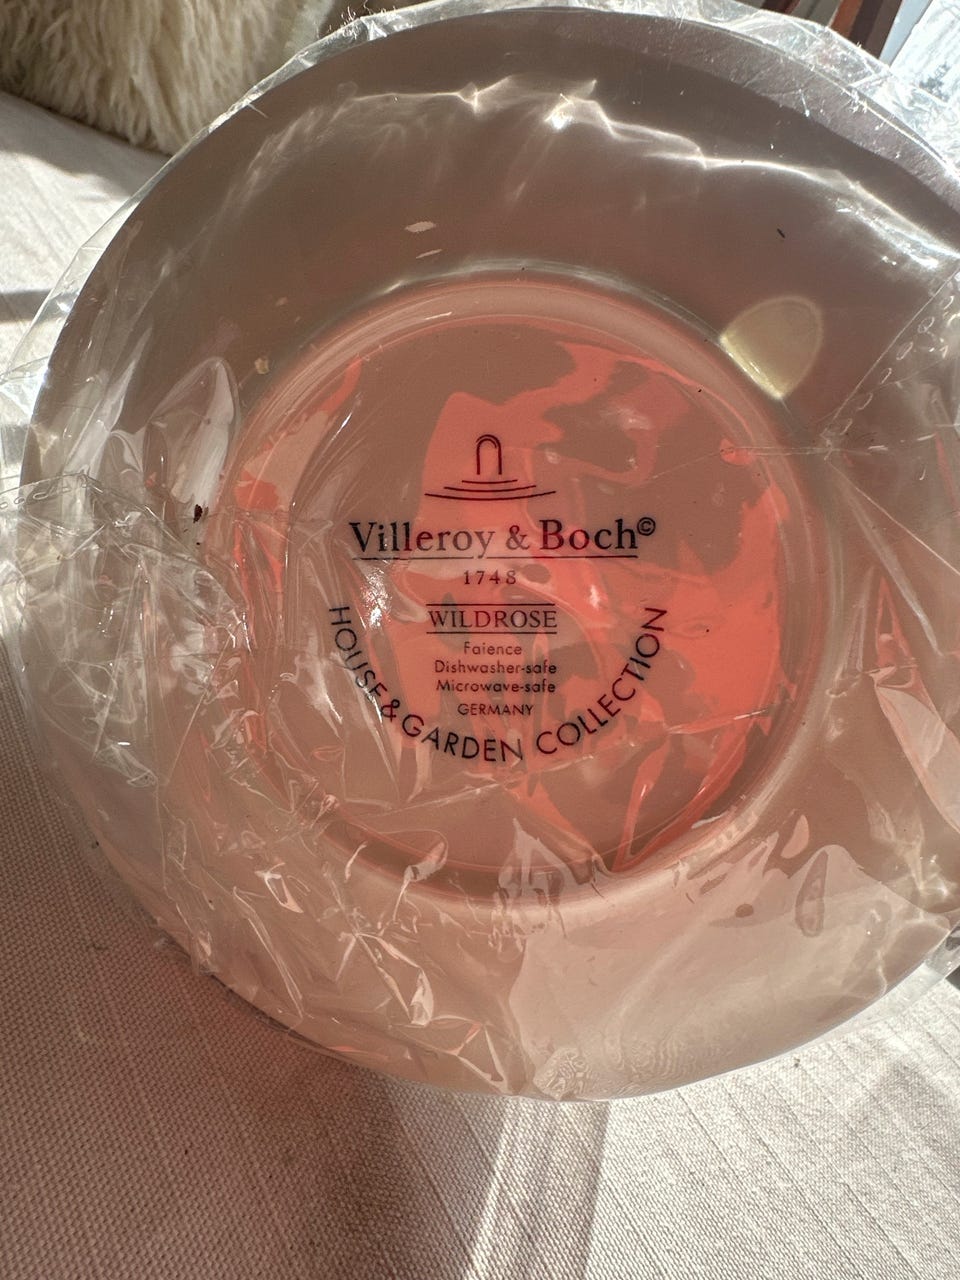 Villeroy & Boch©
1748
WILDROSE
Faience
Dishwasher-safe
Microwave-safe
GERMANY
HOUSE & GARDEN COLLECTION